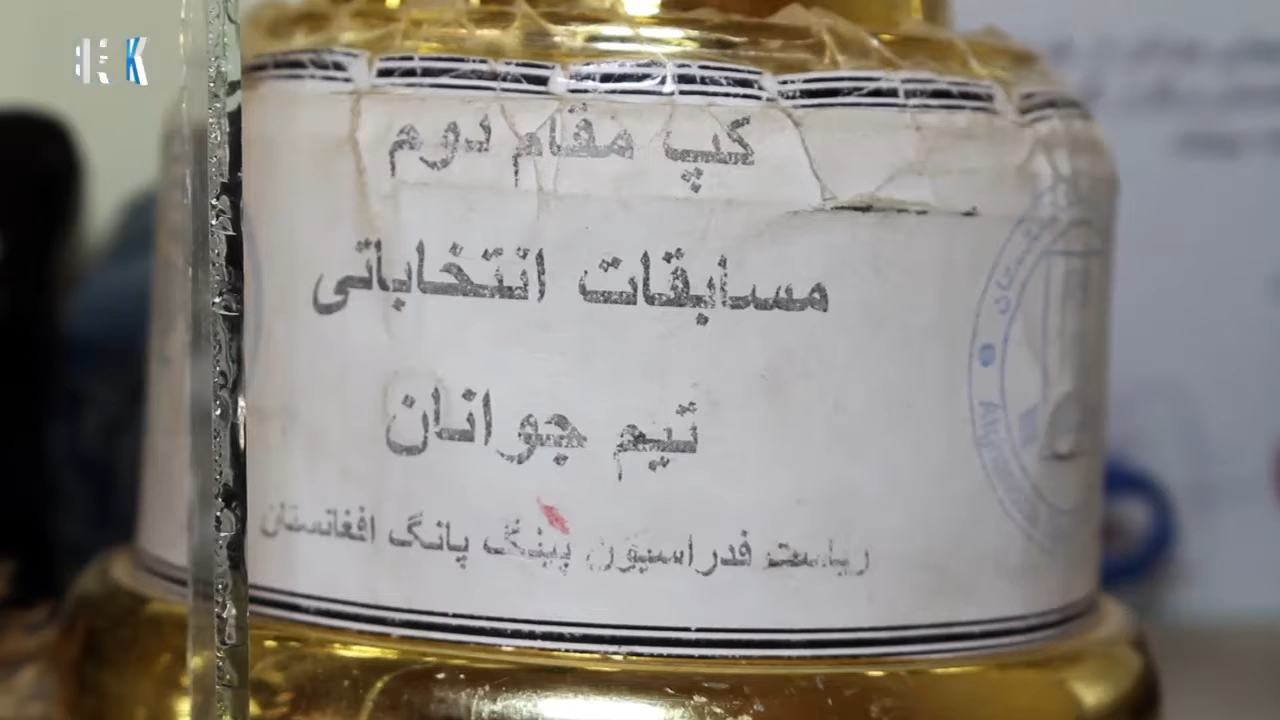 کپ مقام دوم
مسابقات انتخاباتی
تیم جوانان
ریاست فدراسیون پینگ پانگ افغانستان